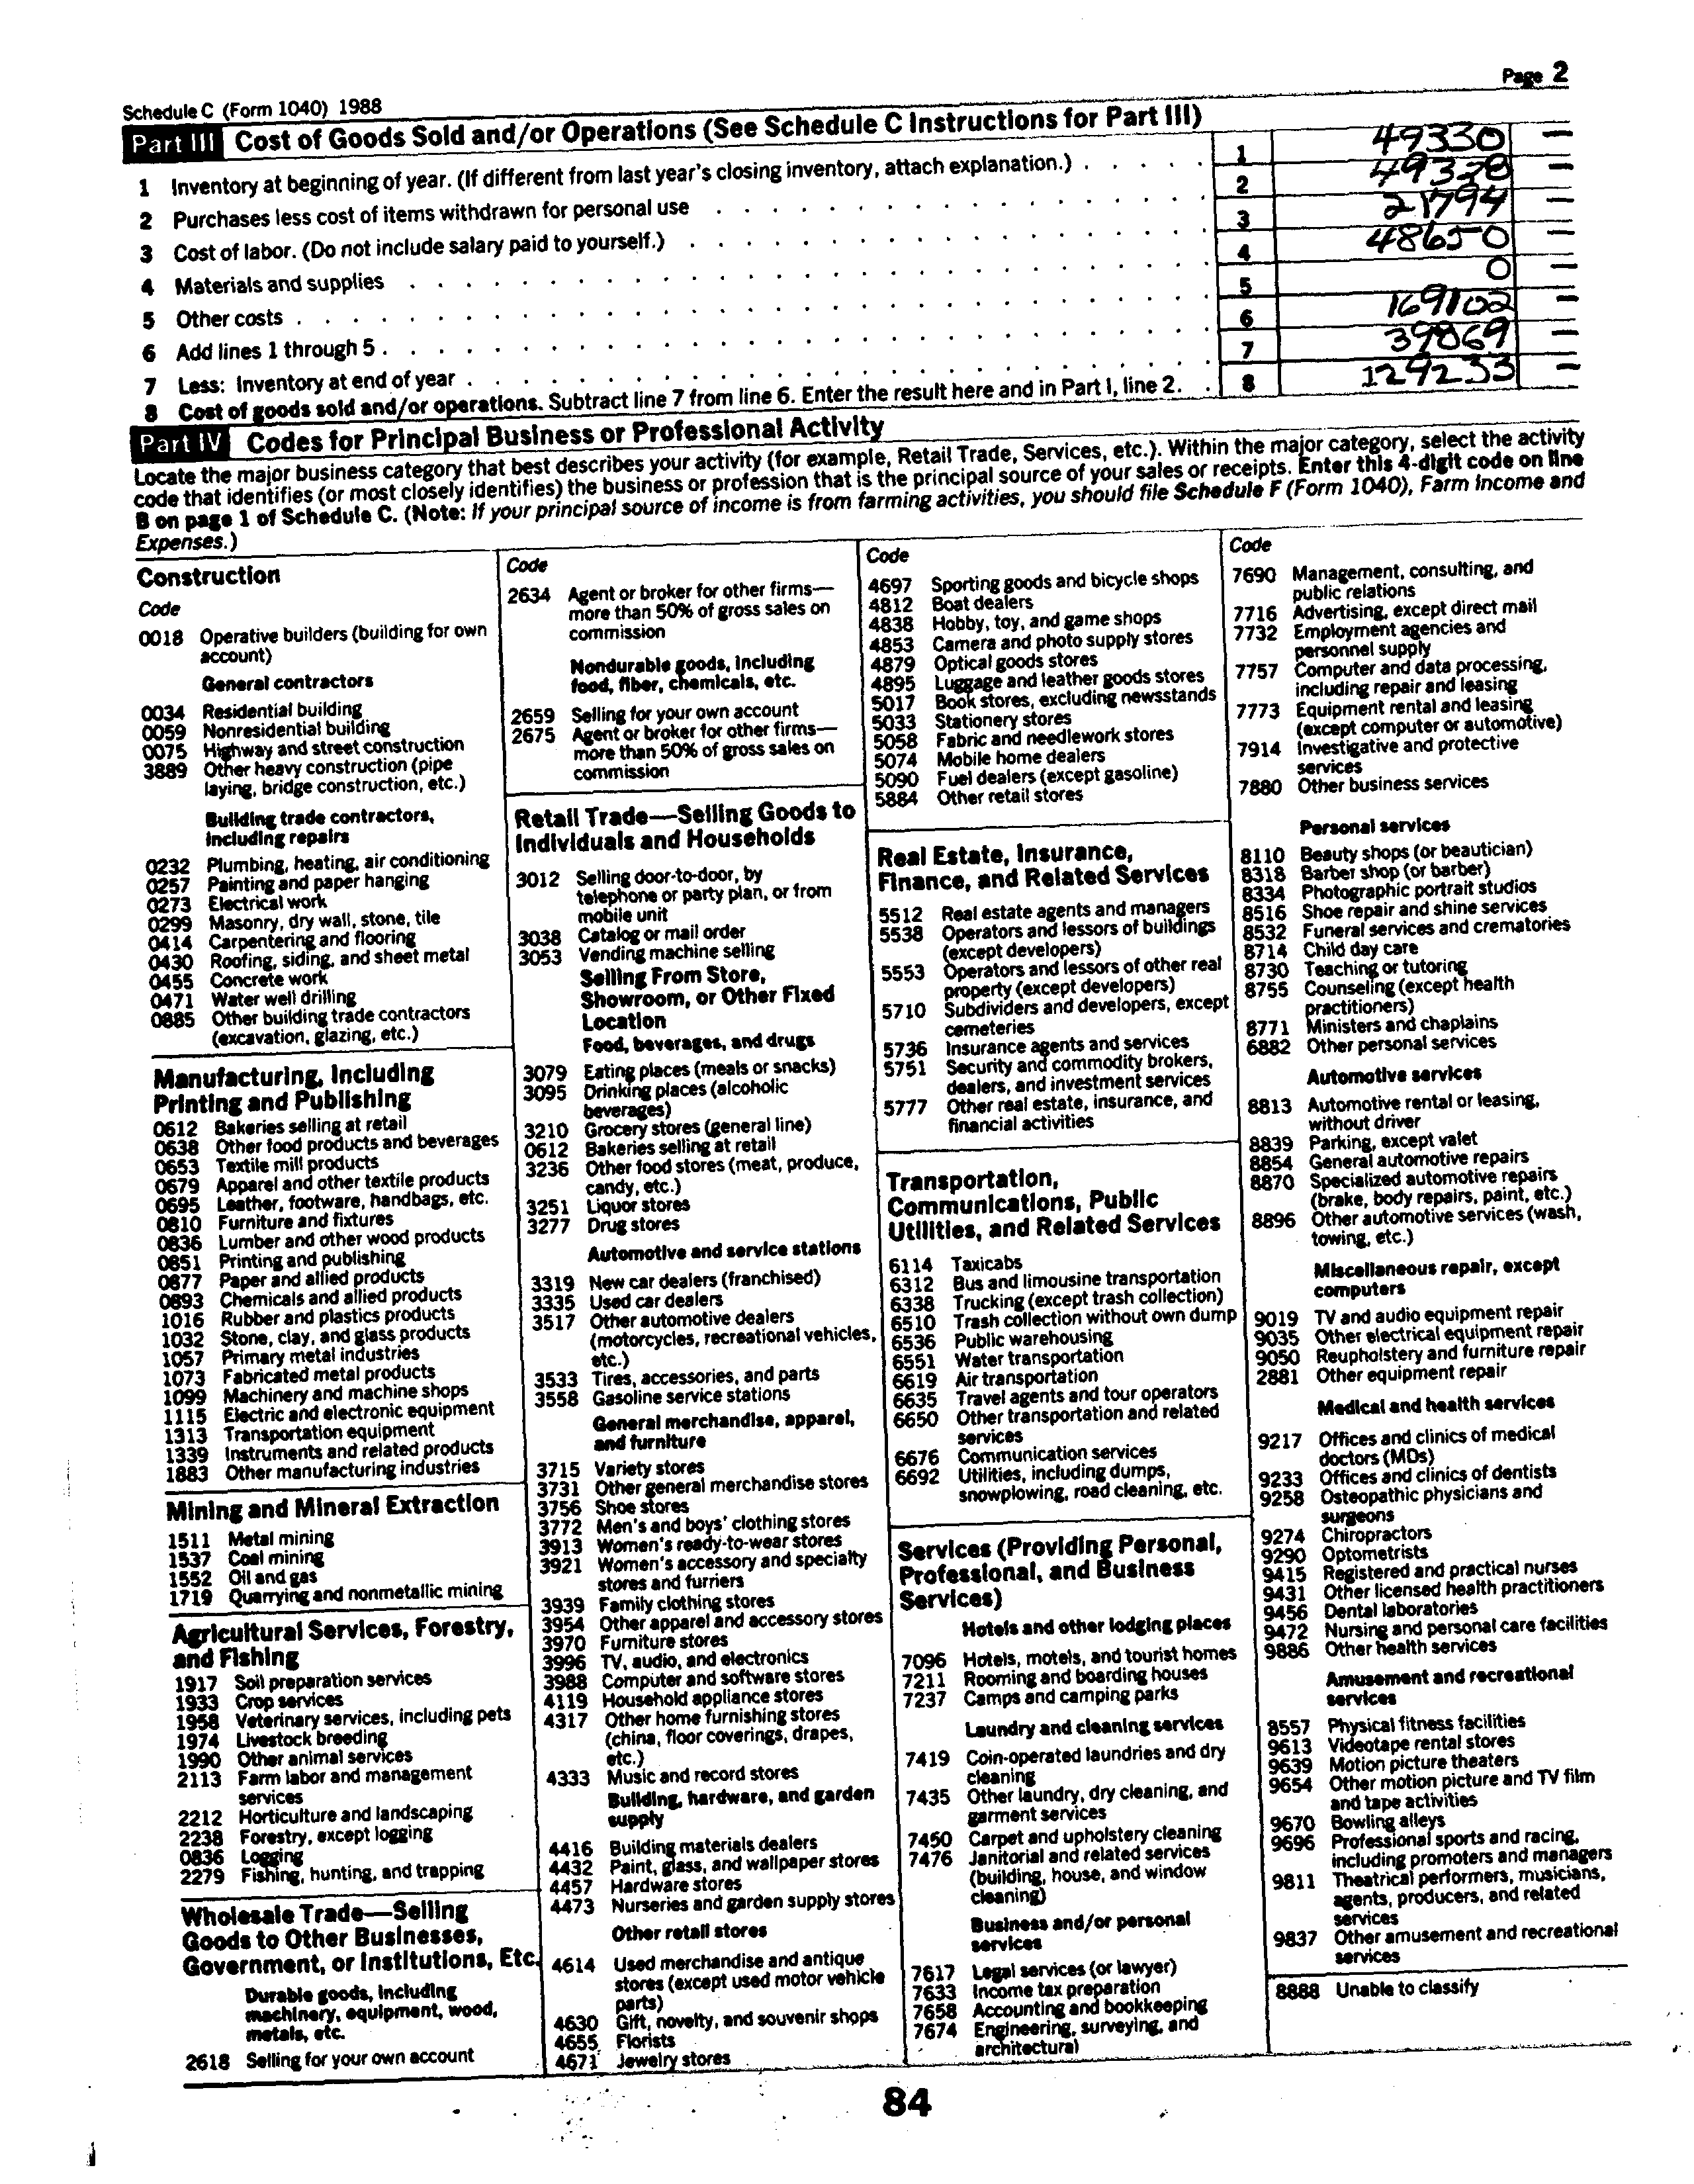 Page 2
Schedule C (Form 1040) 1988
Part III Cost of Goods Sold and/or Operations (See Schedule C Instructions for Part III)
1 Inventory at beginning of year. (If different from last year's closing inventory, attach explanation.) . . . . . 1 49330 —
2 Purchases less cost of items withdrawn for personal use 2 49328 —
3 Cost of labor. (Do not include salary paid to yourself.) 3 21794 —
4 Materials and supplies 4 48650 —
5 Other costs 5 0 —
6 Add lines 1 through 5 6 169102 —
7 Less: Inventory at end of year 7 39869 —
8 Cost of goods sold and/or operations. Subtract line 7 from line 6. Enter the result here and in Part I, line 2. . 8 129233 —
Part IV Codes for Principal Business or Professional Activity
Locate the major business category that best describes your activity (for example, Retail Trade, Services, etc.). Within the major category, select the activity
code that identifies (or most closely identifies) the business or profession that is the principal source of your sales or receipts. Enter this 4-digit code on line
B on page 1 of Schedule C. (Note: If your principal source of income is from farming activities, you should file Schedule F (Form 1040), Farm Income and
Expenses.)
Construction
Code
0018 Operative builders (building for own
account)
General contractors
0034 Residential building
0059 Nonresidential building
0075 Highway and street construction
3889 Other heavy construction (pipe
laying, bridge construction, etc.)
Building trade contractors,
including repairs
0232 Plumbing, heating, air conditioning
0257 Painting and paper hanging
0273 Electrical work
0299 Masonry, dry wall, stone, tile
0414 Carpentering and flooring
0430 Roofing, siding, and sheet metal
0455 Concrete work
0471 Water well drilling
0885 Other building trade contractors
(excavation, glazing, etc.)
Manufacturing, Including
Printing and Publishing
0612 Bakeries selling at retail
0638 Other food products and beverages
0653 Textile mill products
0679 Apparel and other textile products
0695 Leather, footware, handbags, etc.
0810 Furniture and fixtures
0836 Lumber and other wood products
0851 Printing and publishing
0877 Paper and allied products
0893 Chemicals and allied products
1016 Rubber and plastics products
1032 Stone, clay, and glass products
1057 Primary metal industries
1073 Fabricated metal products
1099 Machinery and machine shops
1115 Electric and electronic equipment
1313 Transportation equipment
1339 Instruments and related products
1883 Other manufacturing industries
Mining and Mineral Extraction
1511 Metal mining
1537 Coal mining
1552 Oil and gas
1719 Quarrying and nonmetallic mining
Agricultural Services, Forestry,
and Fishing
1917 Soil preparation services
1933 Crop services
1958 Veterinary services, including pets
1974 Livestock breeding
1990 Other animal services
2113 Farm labor and management
services
2212 Horticulture and landscaping
2238 Forestry, except logging
0836 Logging
2279 Fishing, hunting, and trapping
Wholesale Trade—Selling
Goods to Other Businesses,
Government, or Institutions, Etc.
Durable goods, including
machinery, equipment, wood,
metals, etc.
2618 Selling for your own account
Code
2634 Agent or broker for other firms—
more than 50% of gross sales on
commission
Nondurable goods, including
food, fiber, chemicals, etc.
2659 Selling for your own account
2675 Agent or broker for other firms—
more than 50% of gross sales on
commission
Retail Trade—Selling Goods to
Individuals and Households
3012 Selling door-to-door, by
telephone or party plan, or from
mobile unit
3038 Catalog or mail order
3053 Vending machine selling
Selling From Store,
Showroom, or Other Fixed
Location
Food, beverages, and drugs
3079 Eating places (meals or snacks)
3095 Drinking places (alcoholic
beverages)
3210 Grocery stores (general line)
0612 Bakeries selling at retail
3236 Other food stores (meat, produce,
candy, etc.)
3251 Liquor stores
3277 Drug stores
Automotive and service stations
3319 New car dealers (franchised)
3335 Used car dealers
3517 Other automotive dealers
(motorcycles, recreational vehicles,
etc.)
3533 Tires, accessories, and parts
3558 Gasoline service stations
General merchandise, apparel,
and furniture
3715 Variety stores
3731 Other general merchandise stores
3756 Shoe stores
3772 Men's and boys' clothing stores
3913 Women's ready-to-wear stores
3921 Women's accessory and specialty
stores and furriers
3939 Family clothing stores
3954 Other apparel and accessory stores
3970 Furniture stores
3996 TV, audio, and electronics
3988 Computer and software stores
4119 Household appliance stores
4317 Other home furnishing stores
(china, floor coverings, drapes,
etc.)
4333 Music and record stores
Building, hardware, and garden
supply
4416 Building materials dealers
4432 Paint, glass, and wallpaper stores
4457 Hardware stores
4473 Nurseries and garden supply stores
Other retail stores
4614 Used merchandise and antique
stores (except used motor vehicle
parts)
4630 Gift, novelty, and souvenir shops
4655 Florists
4671 Jewelry stores
Code
4697 Sporting goods and bicycle shops
4812 Boat dealers
4838 Hobby, toy, and game shops
4853 Camera and photo supply stores
4879 Optical goods stores
4895 Luggage and leather goods stores
5017 Book stores, excluding newsstands
5033 Stationery stores
5058 Fabric and needlework stores
5074 Mobile home dealers
5090 Fuel dealers (except gasoline)
5884 Other retail stores
Real Estate, Insurance,
Finance, and Related Services
5512 Real estate agents and managers
5538 Operators and lessors of buildings
(except developers)
5553 Operators and lessors of other real
property (except developers)
5710 Subdividers and developers, except
cemeteries
5736 Insurance agents and services
5751 Security and commodity brokers,
dealers, and investment services
5777 Other real estate, insurance, and
financial activities
Transportation,
Communications, Public
Utilities, and Related Services
6114 Taxicabs
6312 Bus and limousine transportation
6338 Trucking (except trash collection)
6510 Trash collection without own dump
6536 Public warehousing
6551 Water transportation
6619 Air transportation
6635 Travel agents and tour operators
6650 Other transportation and related
services
6676 Communication services
6692 Utilities, including dumps,
snowplowing, road cleaning, etc.
Services (Providing Personal,
Professional, and Business
Services)
Hotels and other lodging places
7096 Hotels, motels, and tourist homes
7211 Rooming and boarding houses
7237 Camps and camping parks
Laundry and cleaning services
7419 Coin-operated laundries and dry
cleaning
7435 Other laundry, dry cleaning, and
garment services
7450 Carpet and upholstery cleaning
7476 Janitorial and related services
(building, house, and window
cleaning)
Business and/or personal
services
7617 Legal services (or lawyer)
7633 Income tax preparation
7658 Accounting and bookkeeping
7674 Engineering, surveying, and
architectural
Code
7690 Management, consulting, and
public relations
7716 Advertising, except direct mail
7732 Employment agencies and
personnel supply
7757 Computer and data processing,
including repair and leasing
7773 Equipment rental and leasing
(except computer or automotive)
7914 Investigative and protective
services
7880 Other business services
Personal services
8110 Beauty shops (or beautician)
8318 Barber shop (or barber)
8334 Photographic portrait studios
8516 Shoe repair and shine services
8532 Funeral services and crematories
8714 Child day care
8730 Teaching or tutoring
8755 Counseling (except health
practitioners)
8771 Ministers and chaplains
6882 Other personal services
Automotive services
8813 Automotive rental or leasing,
without driver
8839 Parking, except valet
8854 General automotive repairs
8870 Specialized automotive repairs
(brake, body repairs, paint, etc.)
8896 Other automotive services (wash,
towing, etc.)
Miscellaneous repair, except
computers
9019 TV and audio equipment repair
9035 Other electrical equipment repair
9050 Reupholstery and furniture repair
2881 Other equipment repair
Medical and health services
9217 Offices and clinics of medical
doctors (MDs)
9233 Offices and clinics of dentists
9258 Osteopathic physicians and
surgeons
9274 Chiropractors
9290 Optometrists
9415 Registered and practical nurses
9431 Other licensed health practitioners
9456 Dental laboratories
9472 Nursing and personal care facilities
9886 Other health services
Amusement and recreational
services
8557 Physical fitness facilities
9613 Videotape rental stores
9639 Motion picture theaters
9654 Other motion picture and TV film
and tape activities
9670 Bowling alleys
9696 Professional sports and racing,
including promoters and managers
9811 Theatrical performers, musicians,
agents, producers, and related
services
9837 Other amusement and recreational
services
8888 Unable to classify
84